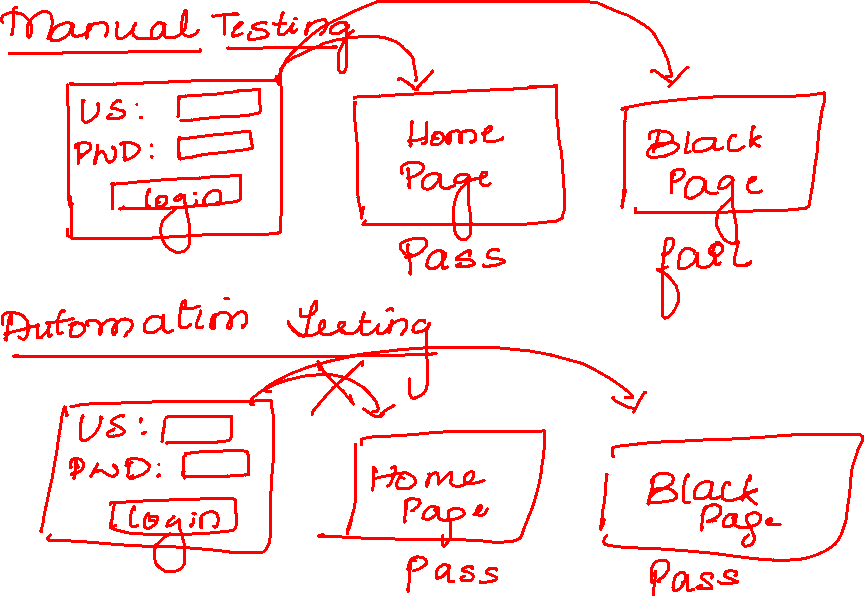 Manual Testing
US:
PWD:
login
Home
Page
Pass
Black
Page
fail
Automation Testing
US:
PWD:
login
Home
Page
Pass
Black
Page
Pass